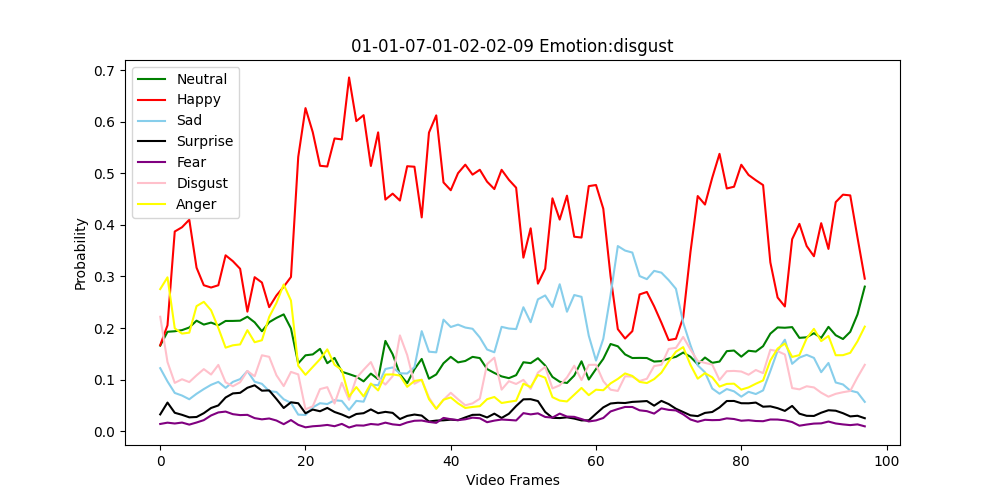 01-01-07-01-02-02-09 Emotion:disgust
Probability
0.7
0.6
0.5
0.4
0.3
0.2
0.1
0.0
Neutral
Happy
Sad
Surprise
Fear
Disgust
Anger
0 20 40 60 80 100
Video Frames